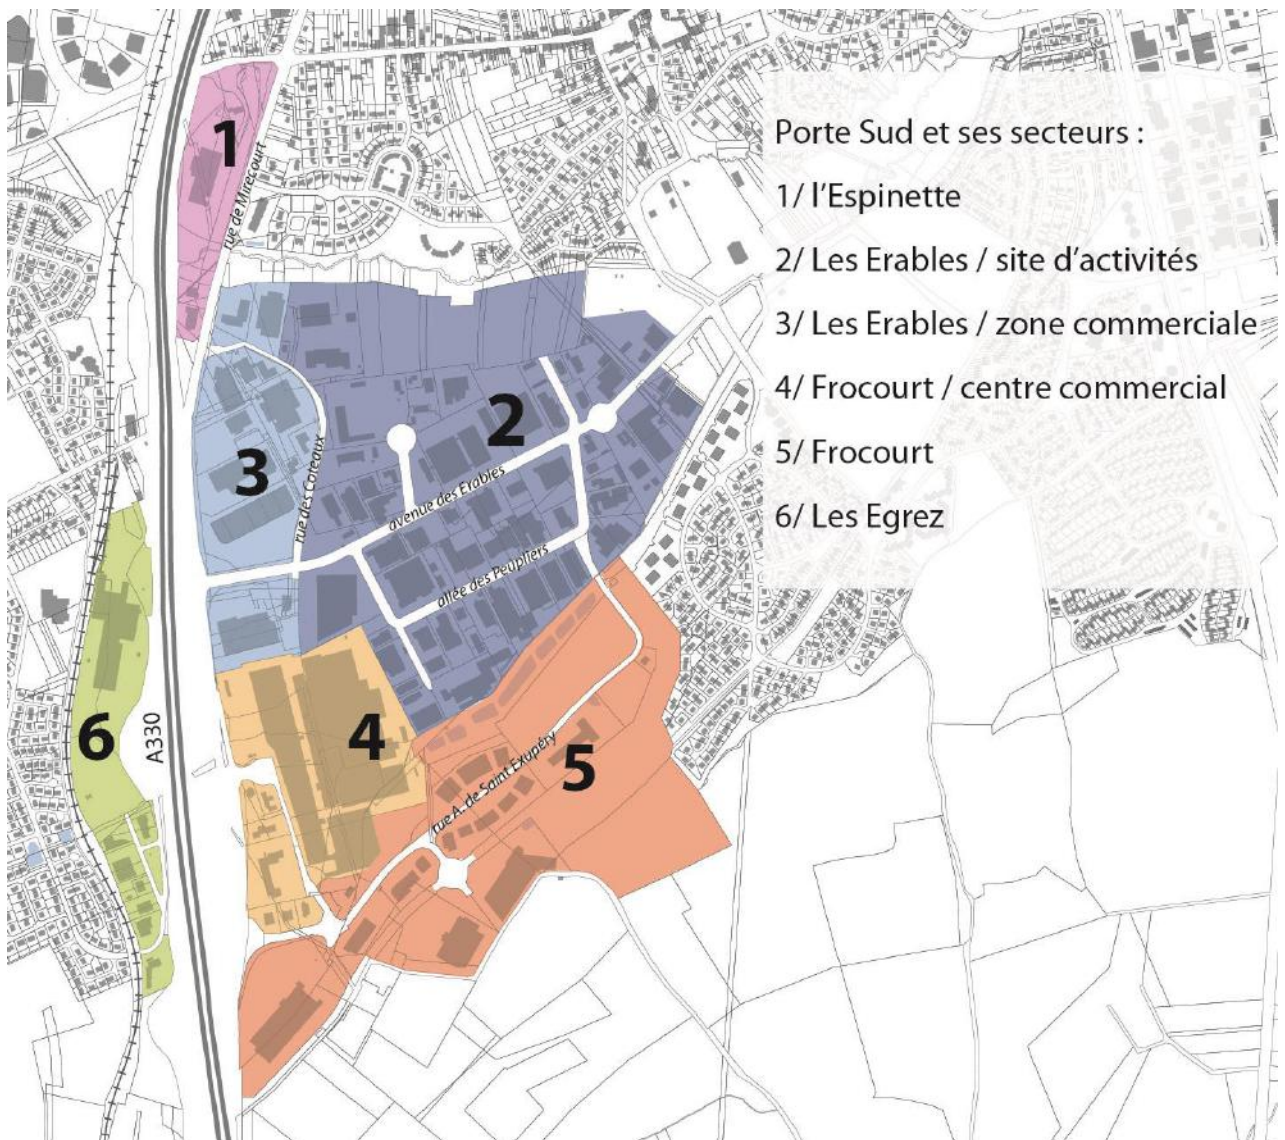 Porte Sud et ses secteurs :
1/ l'Espinette
2/ Les Erables / site d'activités
3/ Les Erables / zone commerciale
4/ Frocourt / centre commercial
5/ Frocourt
6/ Les Egrez
1
rue de Mirecourt
2
3
rue des Coteaux
avenue des Erables
allée des Peupliers
4
5
rue A. de Saint Exupéry
6
A330